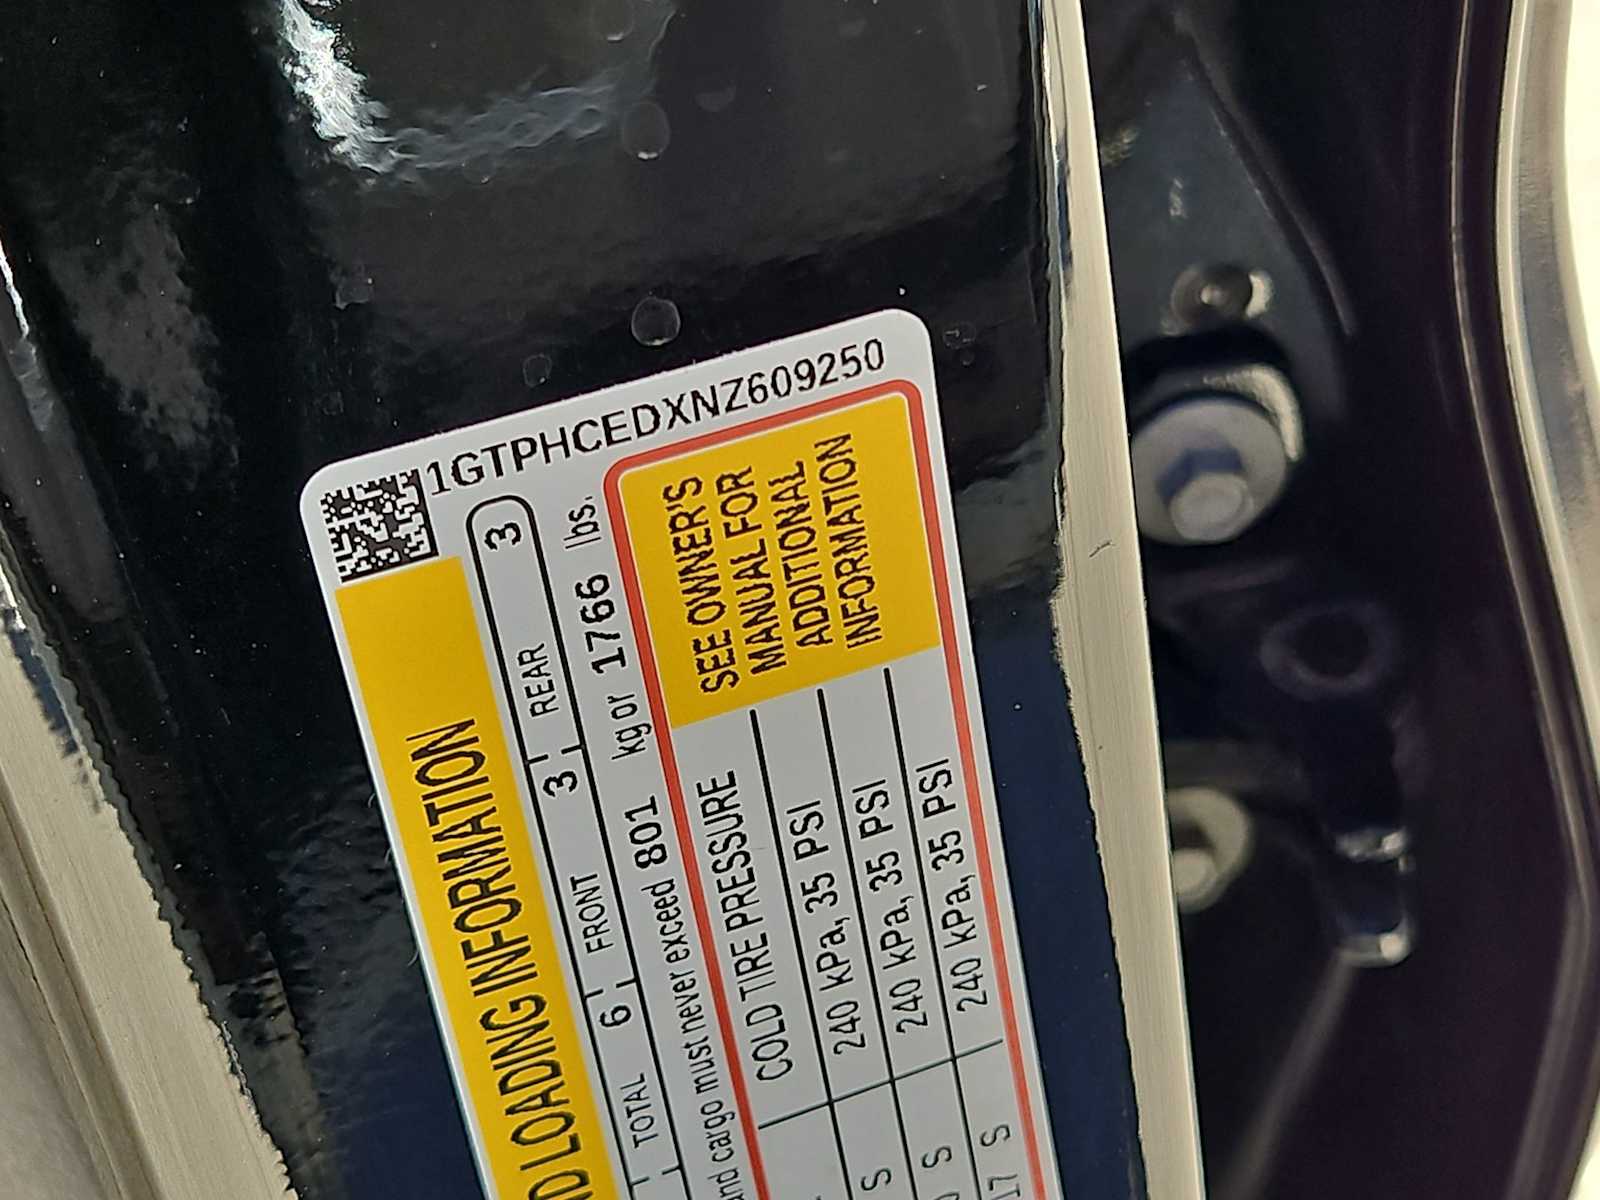 1GTPHCEDXNZ609250
ND LOADING INFORMATION
TOTAL 6 FRONT 3 REAR 3
and cargo must never exceed 801 kg or 1766 lbs.
COLD TIRE PRESSURE
SEE OWNER'S
MANUAL FOR
ADDITIONAL
INFORMATION
240 kPa, 35 PSI
S 240 kPa, 35 PSI
S 240 kPa, 35 PSI
17 S